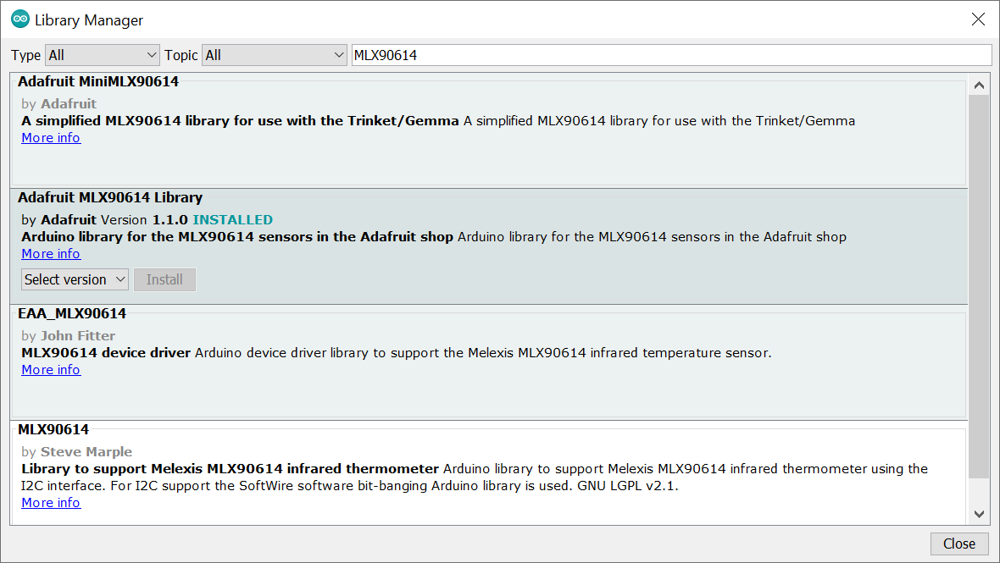 Library Manager
Type All Topic All MLX90614
Adafruit MiniMLX90614
by Adafruit
A simplified MLX90614 library for use with the Trinket/Gemma A simplified MLX90614 library for use with the Trinket/Gemma
More info
Adafruit MLX90614 Library
by Adafruit Version 1.1.0 INSTALLED
Arduino library for the MLX90614 sensors in the Adafruit shop Arduino library for the MLX90614 sensors in the Adafruit shop
More info
Select version Install
EAA_MLX90614
by John Fitter
MLX90614 device driver Arduino device driver library to support the Melexis MLX90614 infrared temperature sensor.
More info
MLX90614
by Steve Marple
Library to support Melexis MLX90614 infrared thermometer Arduino library to support Melexis MLX90614 infrared thermometer using the
I2C interface. For I2C support the SoftWire software bit-banging Arduino library is used. GNU LGPL v2.1.
More info
Close